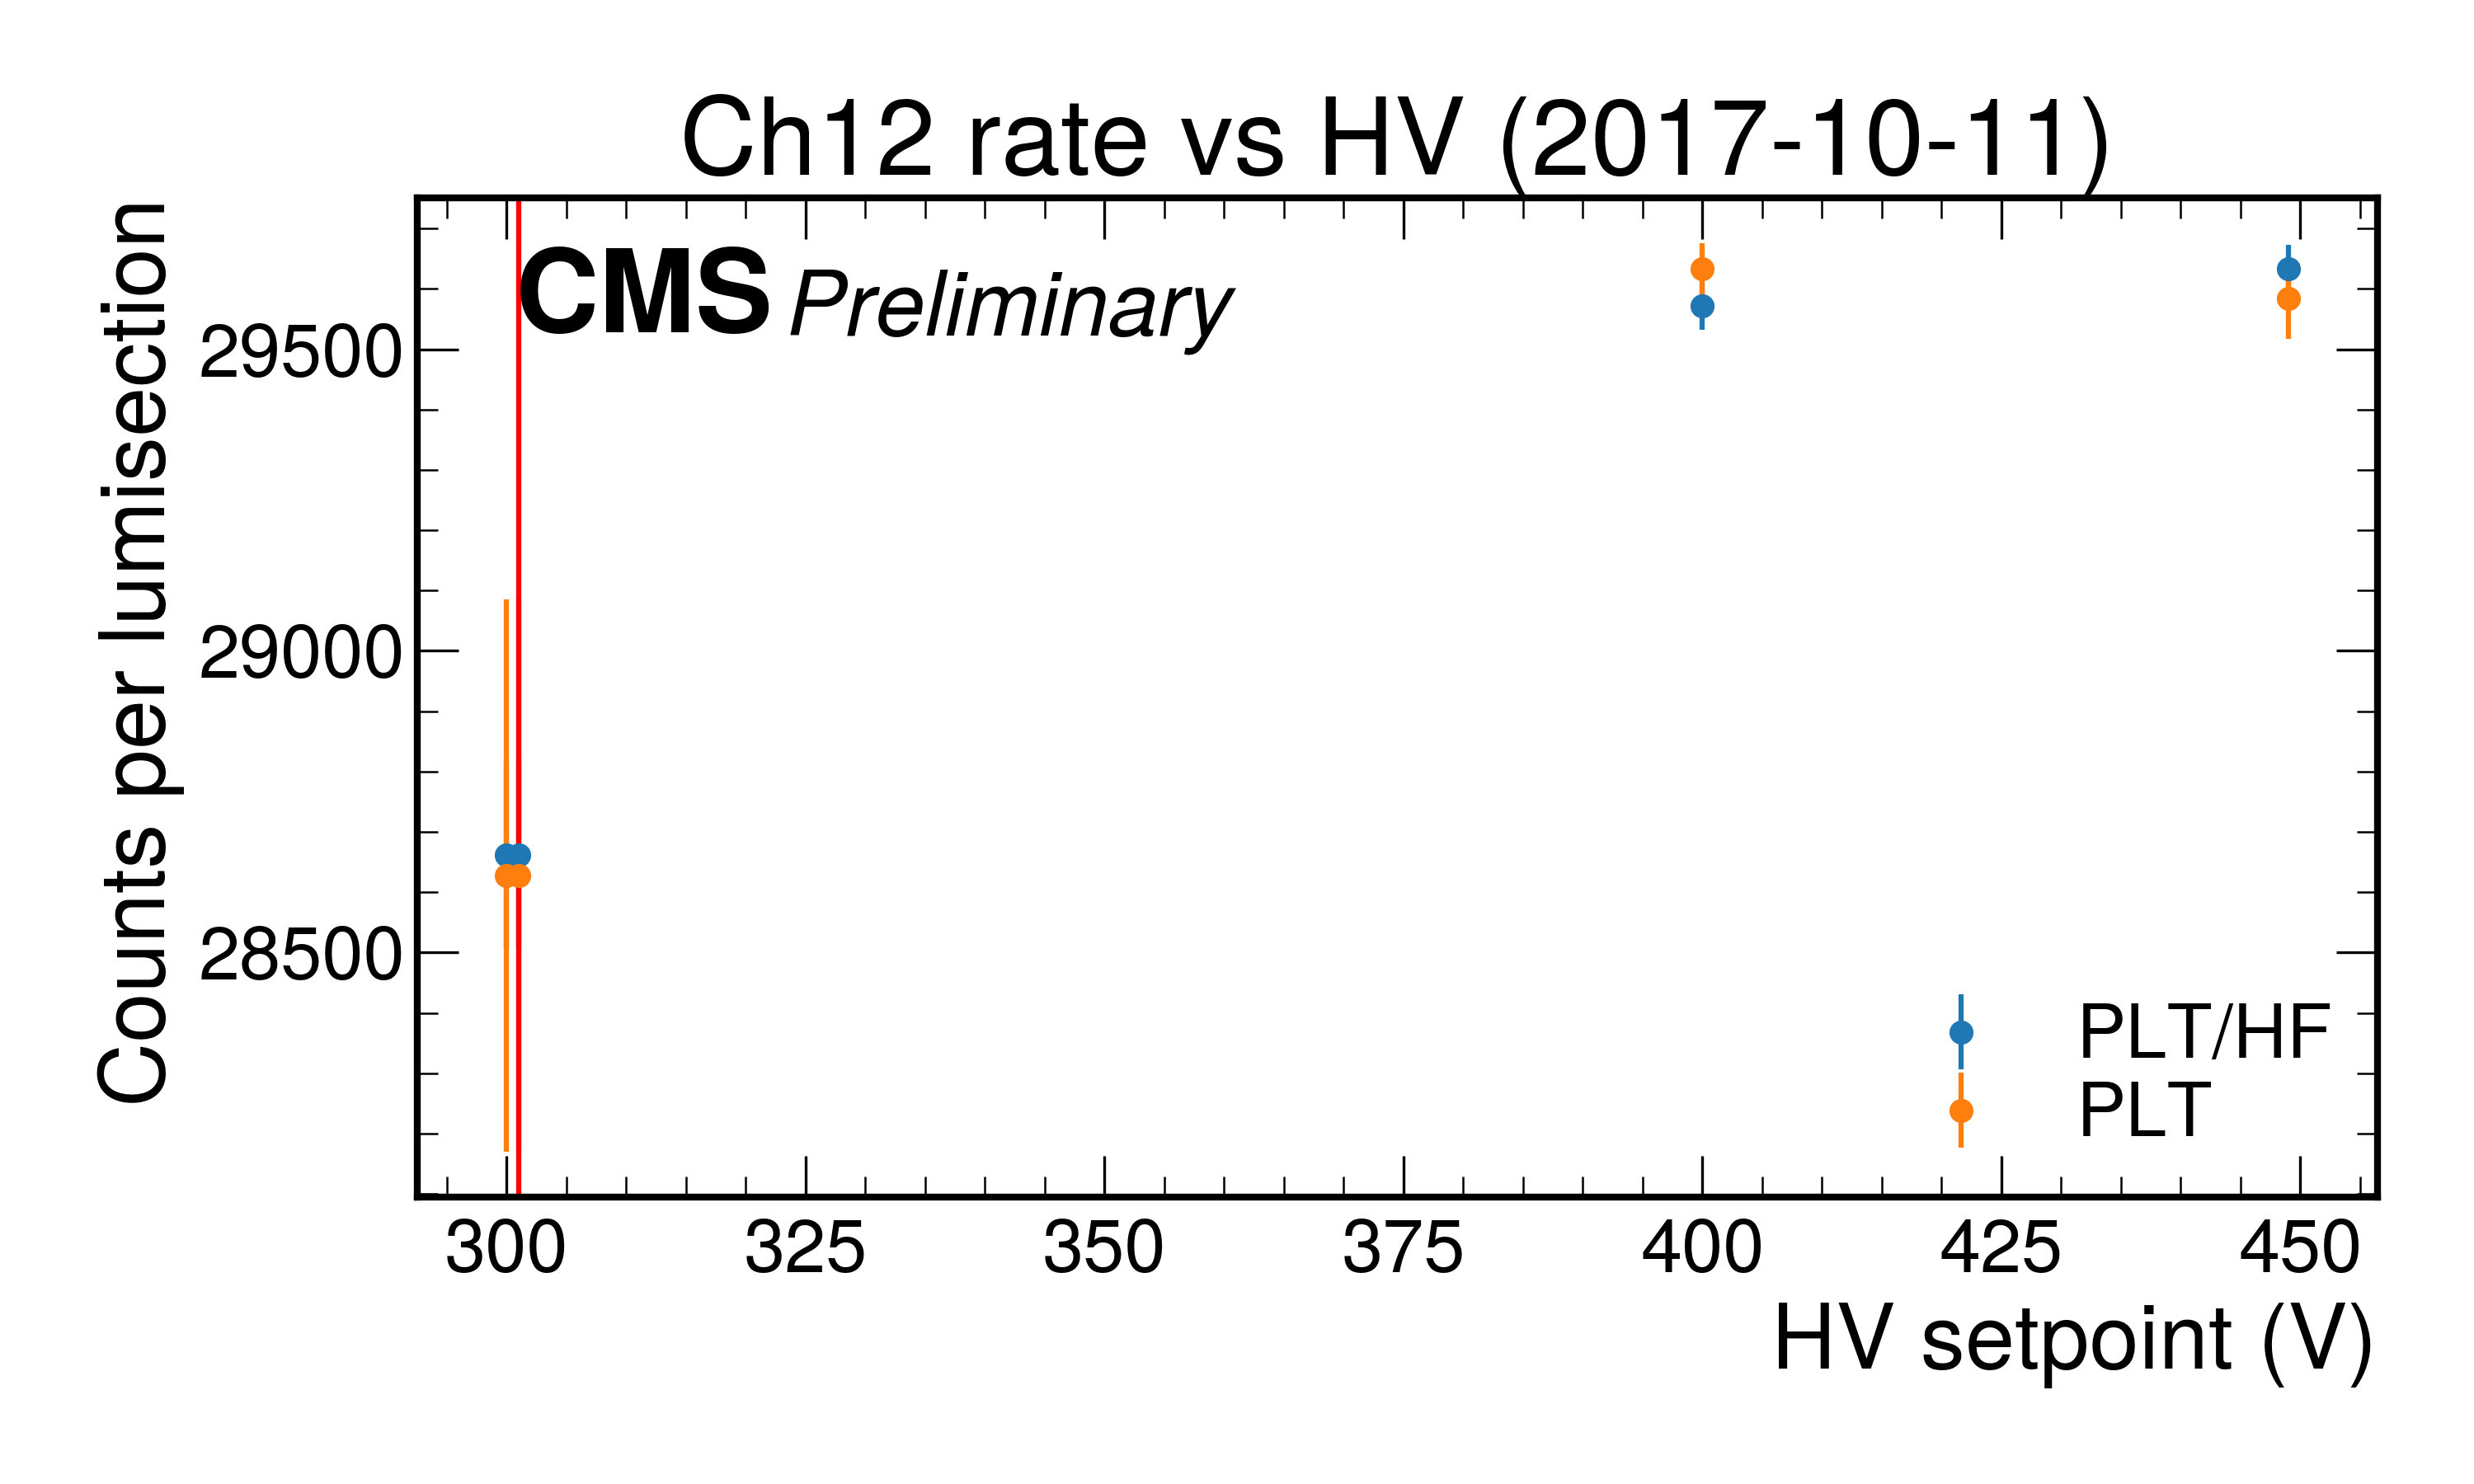 Ch12 rate vs HV (2017-10-11)
CMS Preliminary
Counts per lumisection
29500
29000
28500
PLT/HF
PLT
300 325 350 375 400 425 450
HV setpoint (V)